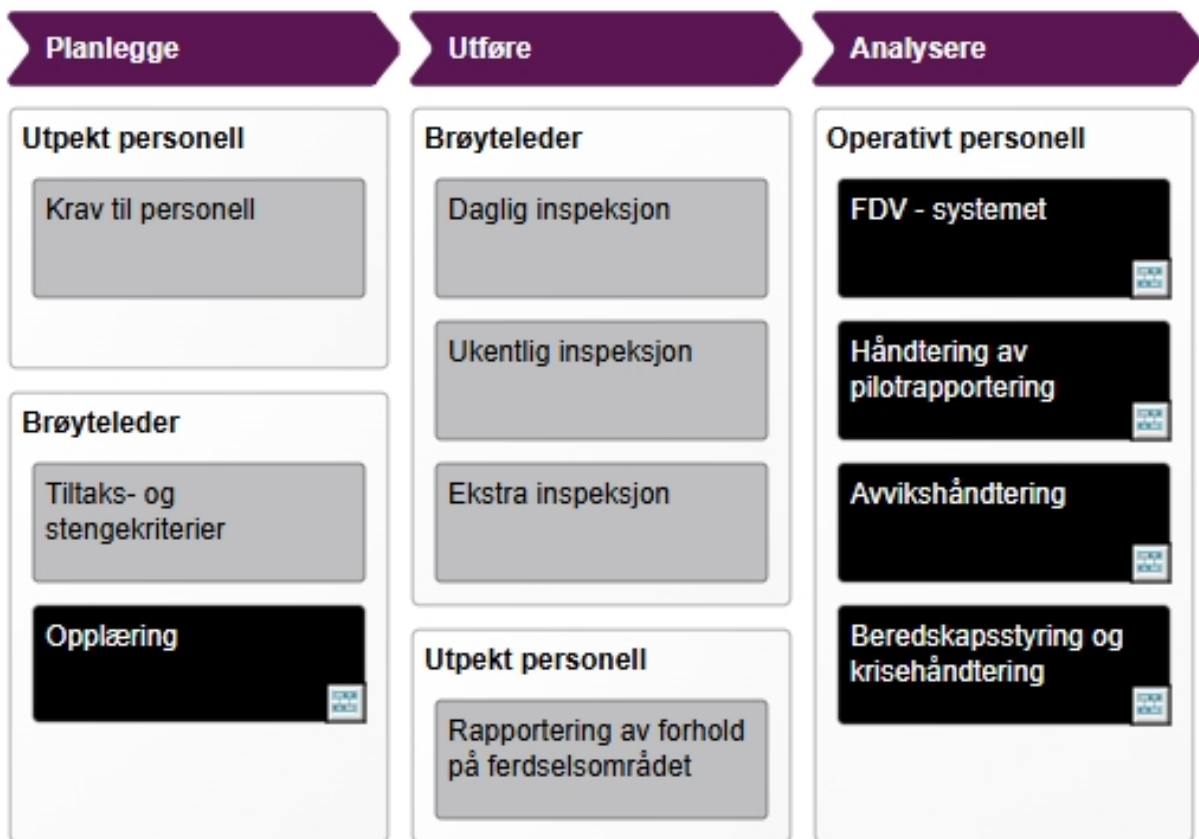 Planlegge
Utpekt personell
Krav til personell
Brøyteleder
Tiltaks- og
stengekriterier
Opplæring
Utføre
Brøyteleder
Daglig inspeksjon
Ukentlig inspeksjon
Ekstra inspeksjon
Utpekt personell
Rapportering av forhold
på ferdselsområdet
Analysere
Operativt personell
FDV - systemet
Håndtering av
pilotrapportering
Avvikshåndtering
Beredskapsstyring og
krisehåndtering